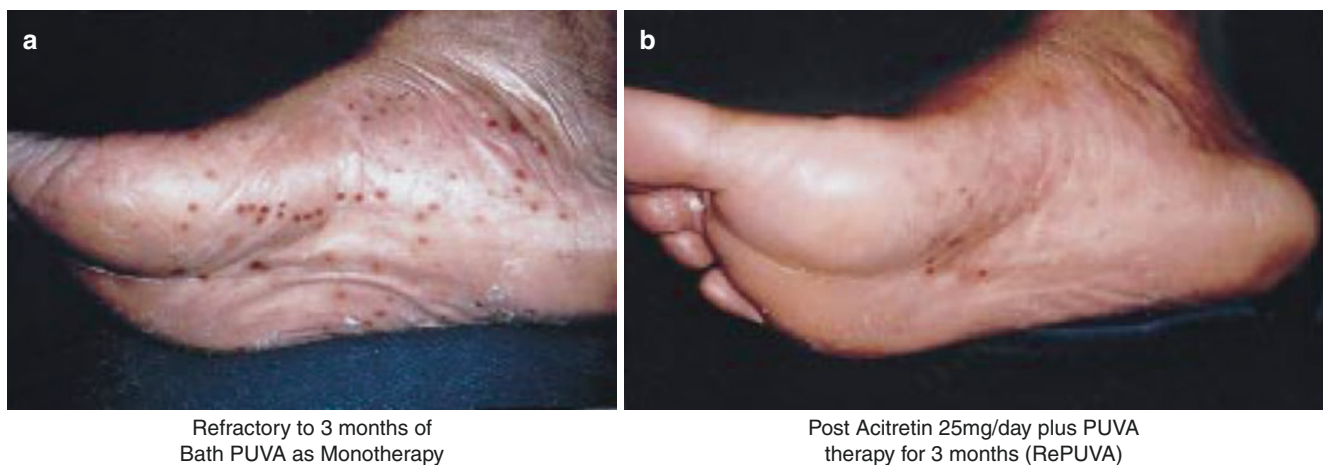 a
b
Refractory to 3 months of
Bath PUVA as Monotherapy
Post Acitretin 25mg/day plus PUVA
therapy for 3 months (RePUVA)